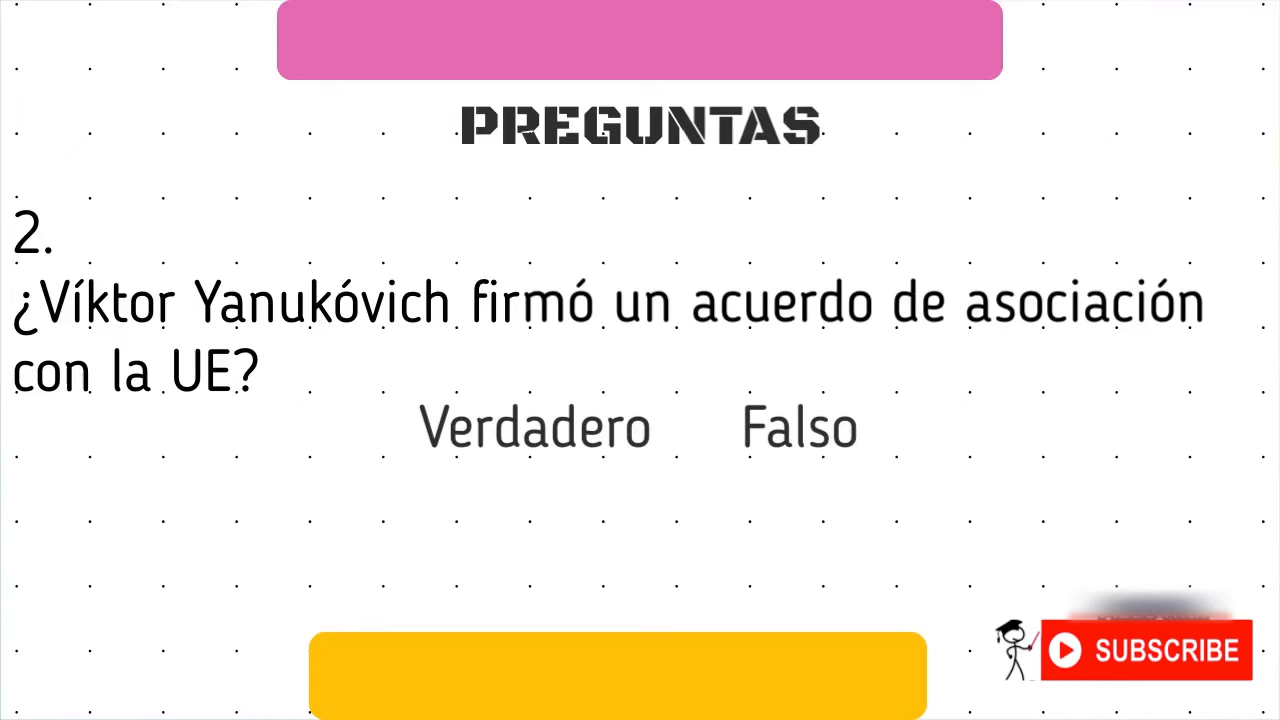 PREGUNTAS
2.
¿Víktor Yanukóvich firmó un acuerdo de asociación
con la UE?
Verdadero Falso
SUBSCRIBE